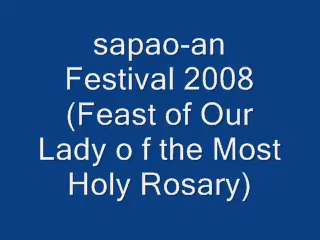 sapao-an
Festival 2008
(Feast of Our
Lady o f the Most
Holy Rosary)